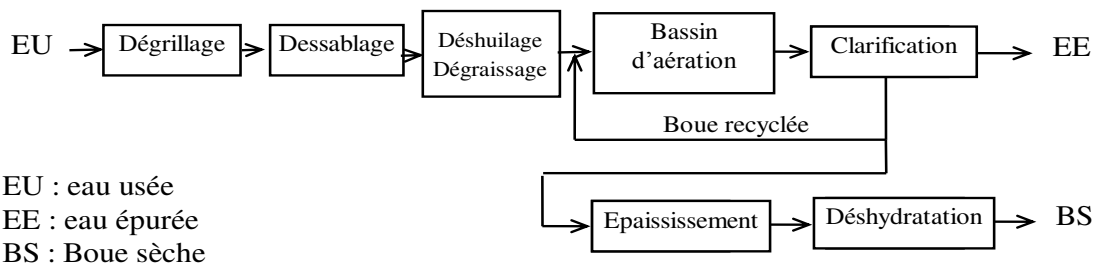 EU
Dégrillage
Dessablage
Déshuilage
Dégraissage
Bassin
d'aération
Clarification
EE
Boue recyclée
EU : eau usée
EE : eau épurée
BS : Boue sèche
Epaississement
Déshydratation
BS